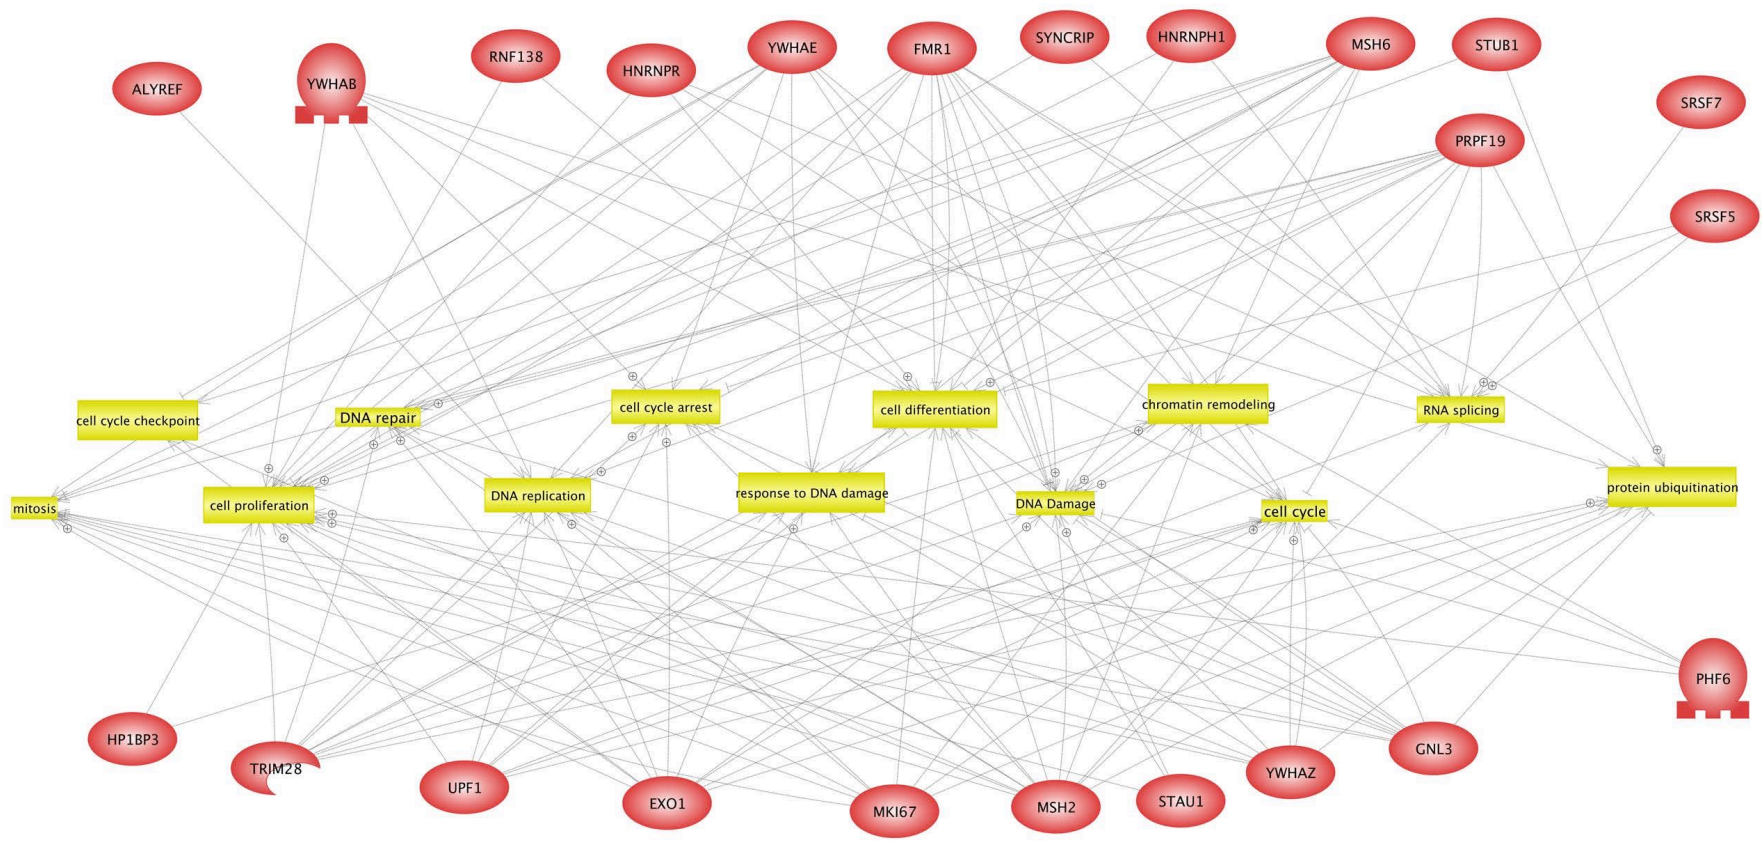 SYNCRIP
HNRNPH1
YWHAE
FMR1
MSH6
STUB1
RNF138
HNRNPR
YWHAB
ALYREF
SRSF7
PRPF19
SRSF5
cell cycle checkpoint
DNA repair
cell cycle arrest
cell differentiation
chromatin remodeling
RNA splicing
mitosis
cell proliferation
DNA replication
response to DNA damage
DNA Damage
cell cycle
protein ubiquitination
PHF6
HP1BP3
TRIM28
UPF1
EXO1
MKI67
MSH2
STAU1
YWHAZ
GNL3